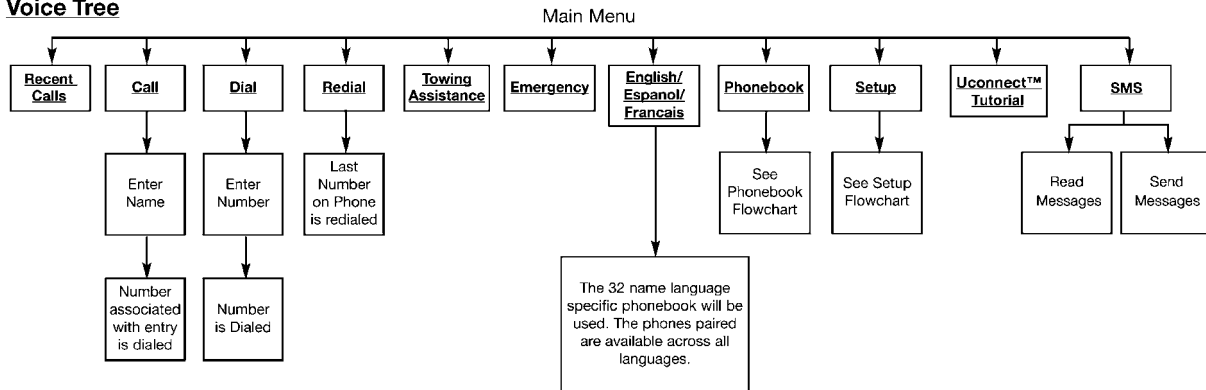 Voice Tree
Main Menu
Recent
Calls
Call
Dial
Redial
Towing
Assistance
Emergency
English/
Espanol/
Francais
Phonebook
Setup
Uconnect™
Tutorial
SMS
Enter
Name
Enter
Number
Last
Number
on Phone
is redialed
See
Phonebook
Flowchart
See Setup
Flowchart
Read
Messages
Send
Messages
Number
associated
with entry
is dialed
Number
is Dialed
The 32 name language
specific phonebook will be
used. The phones paired
are available across all
languages.